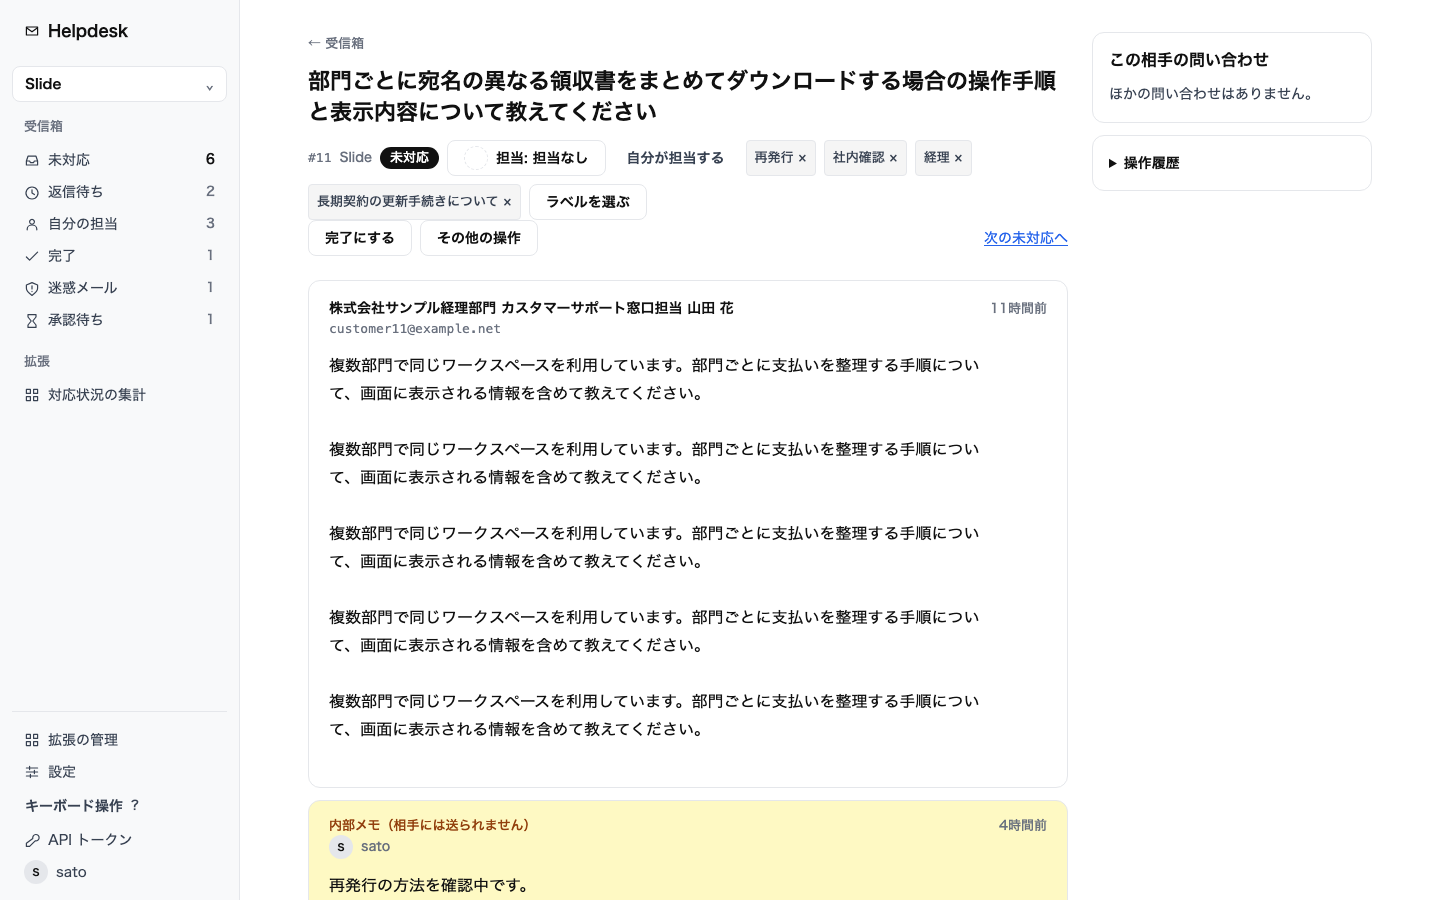 Helpdesk
Slide
受信箱
未対応 6
返信待ち 2
自分の担当 3
完了 1
迷惑メール 1
承認待ち 1
拡張
対応状況の集計
拡張の管理
設定
キーボード操作 ?
API トークン
S sato
← 受信箱
部門ごとに宛名の異なる領収書をまとめてダウンロードする場合の操作手順
と表示内容について教えてください
#11 Slide 未対応 担当: 担当なし 自分が担当する 再発行 × 社内確認 × 経理 ×
長期契約の更新手続きについて × ラベルを選ぶ
完了にする その他の操作 次の未対応へ
株式会社サンプル経理部門 カスタマーサポート窓口担当 山田 花 11時間前
customer11@example.net
複数部門で同じワークスペースを利用しています。部門ごとに支払いを整理する手順につい
て、画面に表示される情報を含めて教えてください。
複数部門で同じワークスペースを利用しています。部門ごとに支払いを整理する手順につい
て、画面に表示される情報を含めて教えてください。
複数部門で同じワークスペースを利用しています。部門ごとに支払いを整理する手順につい
て、画面に表示される情報を含めて教えてください。
複数部門で同じワークスペースを利用しています。部門ごとに支払いを整理する手順につい
て、画面に表示される情報を含めて教えてください。
複数部門で同じワークスペースを利用しています。部門ごとに支払いを整理する手順につい
て、画面に表示される情報を含めて教えてください。
内部メモ（相手には送られません） 4時間前
S sato
再発行の方法を確認中です。
この相手の問い合わせ
ほかの問い合わせはありません。
▶ 操作履歴